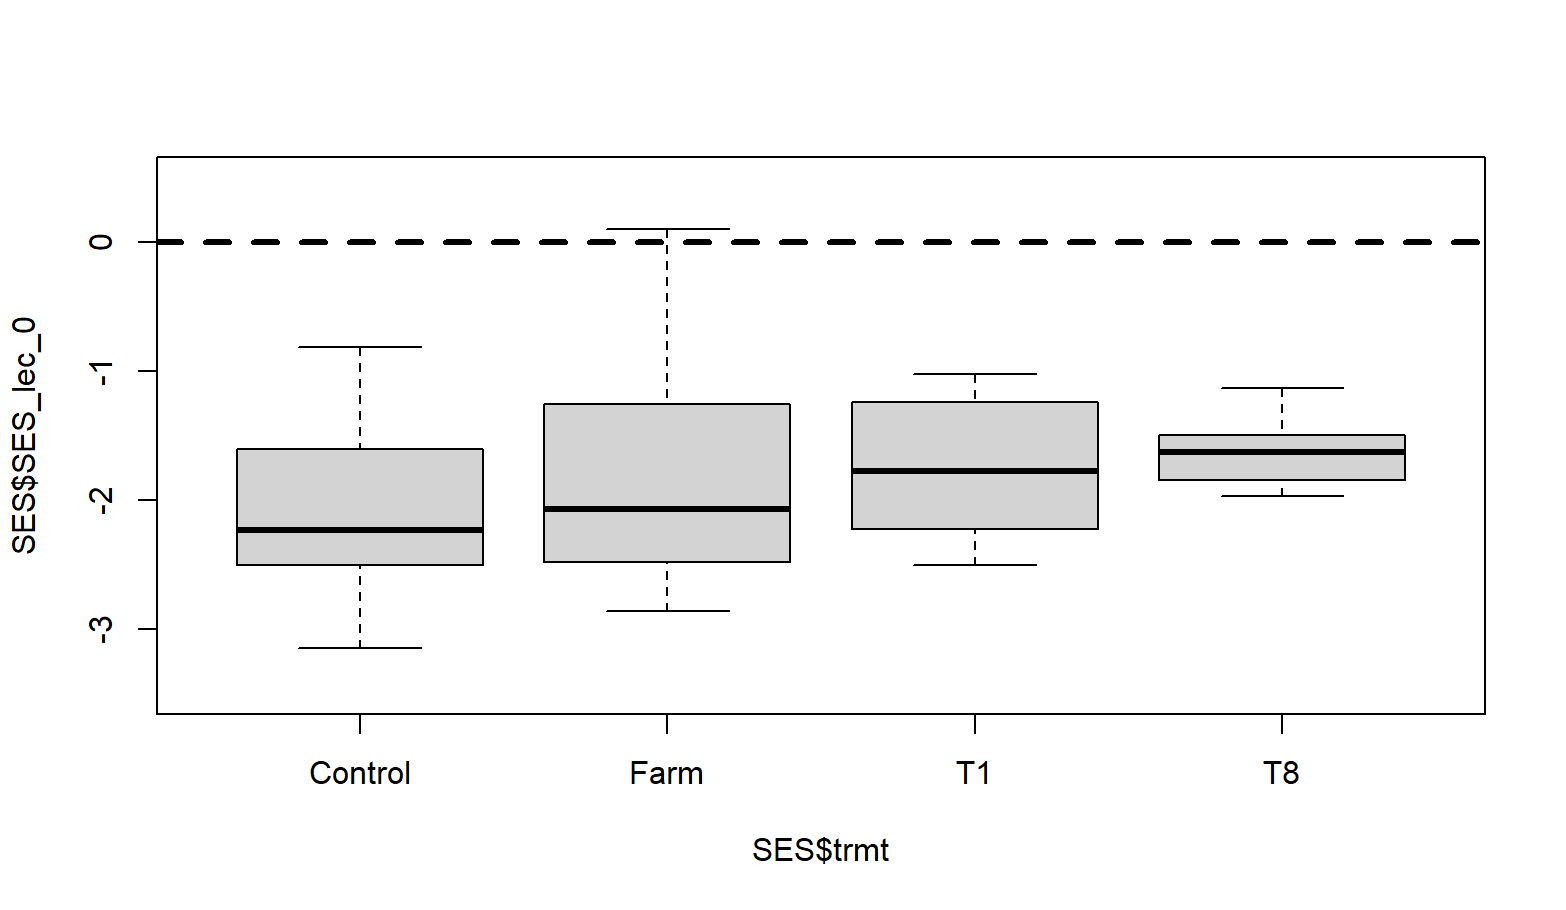 SES$SES_lec_0
0
-1
-2
-3
Control Farm T1 T8
SES$trmt